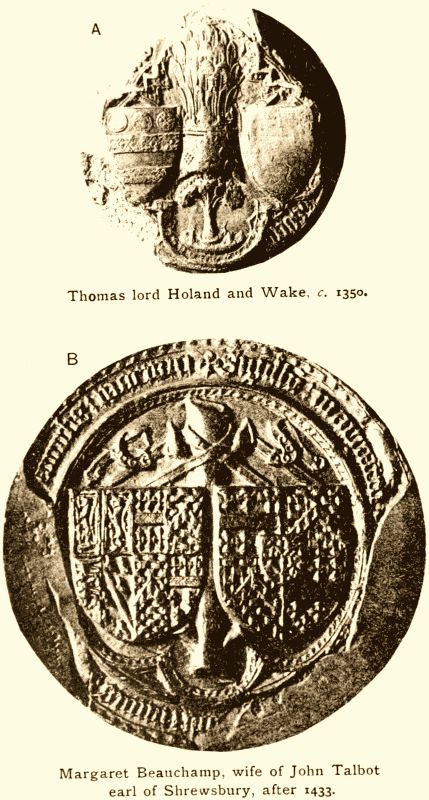 A
Thomas lord Holand and Wake, c. 1350.
B
Margaret Beauchamp, wife of John Talbot
earl of Shrewsbury, after 1433.